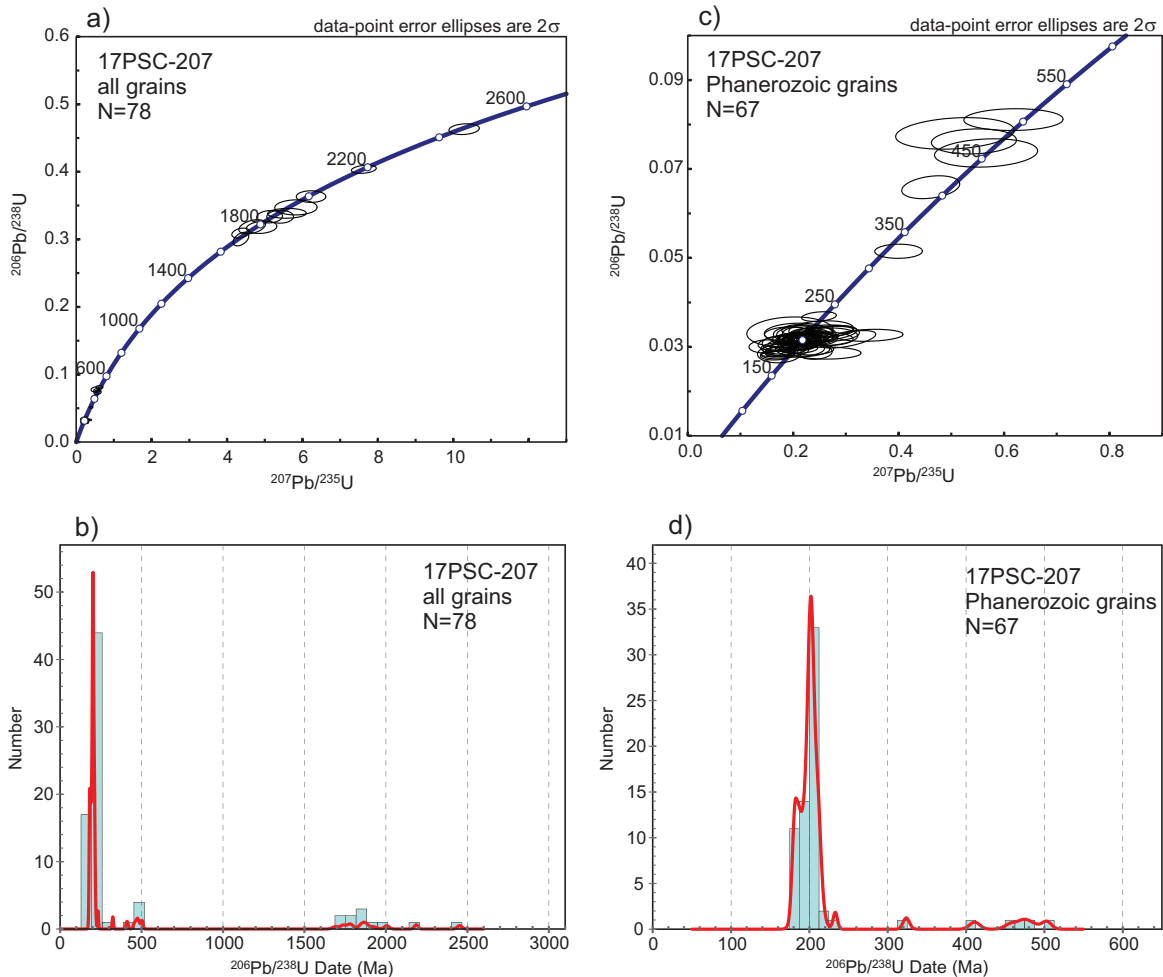 a)
data-point error ellipses are 2σ
17PSC-207
all grains
N=78
0.6
0.5
0.4
0.3
0.2
0.1
0.0
2600
2200
1800
1400
1000
600
0 2 4 6 8 10
206Pb/238U
207Pb/235U
c)
data-point error ellipses are 2σ
17PSC-207
Phanerozoic grains
N=67
0.09
0.07
0.05
0.03
0.01
550
450
350
250
150
0.0 0.2 0.4 0.6 0.8
206Pb/238U
207Pb/235U
b)
17PSC-207
all grains
N=78
50
40
30
20
10
0
Number
0 500 1000 1500 2000 2500 3000
206Pb/238U Date (Ma)
d)
17PSC-207
Phanerozoic grains
N=67
40
35
30
25
20
15
10
5
0
Number
0 100 200 300 400 500 600
206Pb/238U Date (Ma)